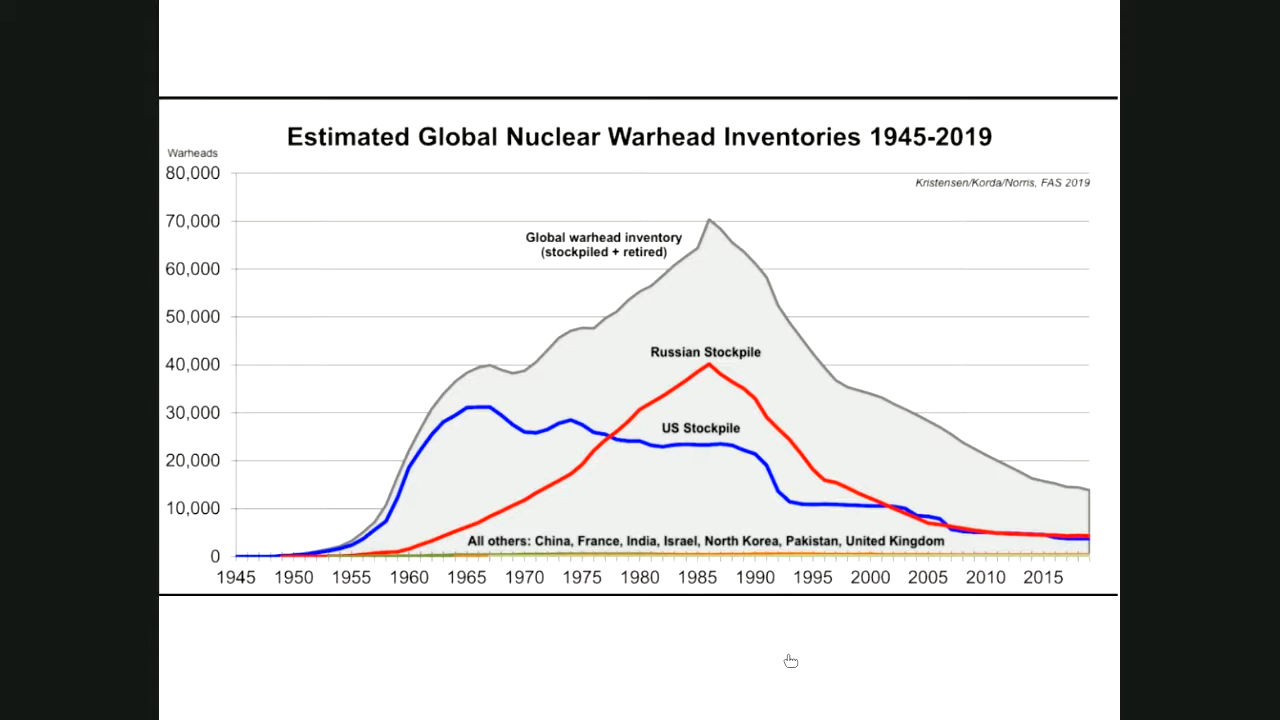 Estimated Global Nuclear Warhead Inventories 1945-2019
Warheads
80,000
Kristensen/Korda/Norris, FAS 2019
70,000
Global warhead inventory
(stockpiled + retired)
60,000
50,000
40,000
Russian Stockpile
30,000
US Stockpile
20,000
10,000
All others: China, France, India, Israel, North Korea, Pakistan, United Kingdom
0
1945 1950 1955 1960 1965 1970 1975 1980 1985 1990 1995 2000 2005 2010 2015